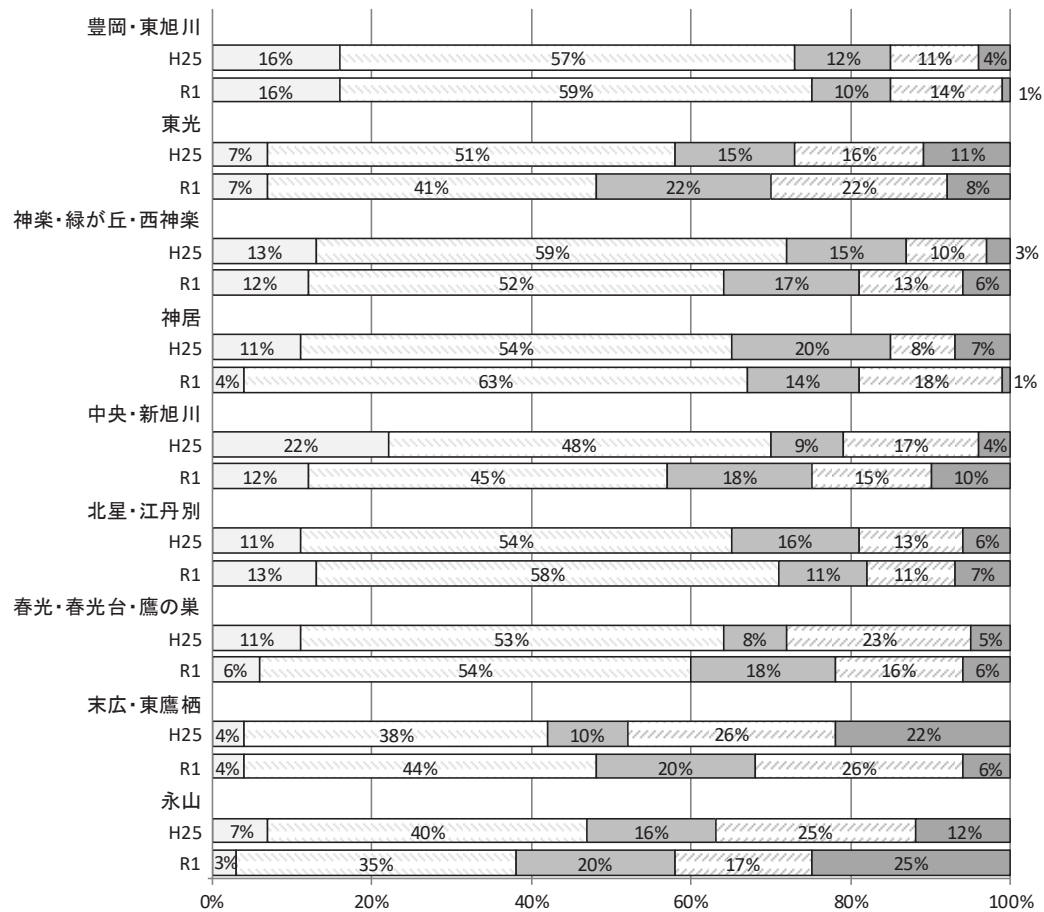 豊岡・東旭川
H25 16% 57% 12% 11% 4%
R1 16% 59% 10% 14% 1%
東光
H25 7% 51% 15% 16% 11%
R1 7% 41% 22% 22% 8%
神楽・緑が丘・西神楽
H25 13% 59% 15% 10% 3%
R1 12% 52% 17% 13% 6%
神居
H25 11% 54% 20% 8% 7%
R1 4% 63% 14% 18% 1%
中央・新旭川
H25 22% 48% 9% 17% 4%
R1 12% 45% 18% 15% 10%
北星・江丹別
H25 11% 54% 16% 13% 6%
R1 13% 58% 11% 11% 7%
春光・春光台・鷹の巣
H25 11% 53% 8% 23% 5%
R1 6% 54% 18% 16% 6%
末広・東鷹栖
H25 4% 38% 10% 26% 22%
R1 4% 44% 20% 26% 6%
永山
H25 7% 40% 16% 25% 12%
R1 3% 35% 20% 17% 25%
0% 20% 40% 60% 80% 100%